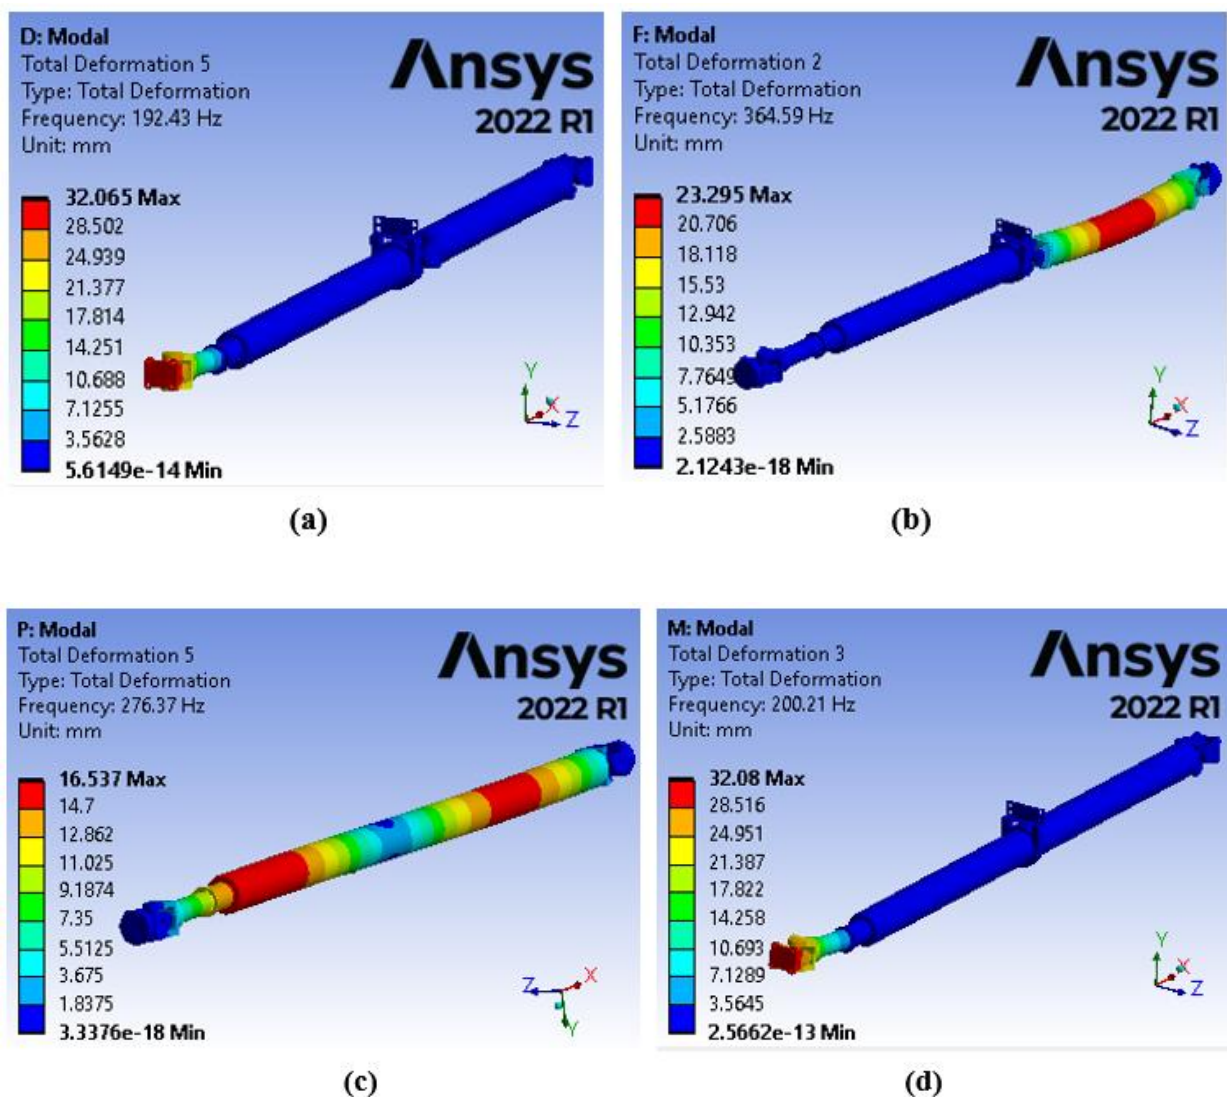 D: Modal
Total Deformation 5
Type: Total Deformation
Frequency: 192.43 Hz
Unit: mm
Ansys
2022 R1
32.065 Max
28.502
24.939
21.377
17.814
14.251
10.688
7.1255
3.5628
5.6149e-14 Min
Y
X
Z
(a)
F: Modal
Total Deformation 2
Type: Total Deformation
Frequency: 364.59 Hz
Unit: mm
Ansys
2022 R1
23.295 Max
20.706
18.118
15.53
12.942
10.353
7.7649
5.1766
2.5883
2.1243e-18 Min
Y
X
Z
(b)
P: Modal
Total Deformation 5
Type: Total Deformation
Frequency: 276.37 Hz
Unit: mm
Ansys
2022 R1
16.537 Max
14.7
12.862
11.025
9.1874
7.35
5.5125
3.675
1.8375
3.3376e-18 Min
Z
X
Y
(c)
M: Modal
Total Deformation 3
Type: Total Deformation
Frequency: 200.21 Hz
Unit: mm
Ansys
2022 R1
32.08 Max
28.516
24.951
21.387
17.822
14.258
10.693
7.1289
3.5645
2.5662e-13 Min
Y
X
Z
(d)